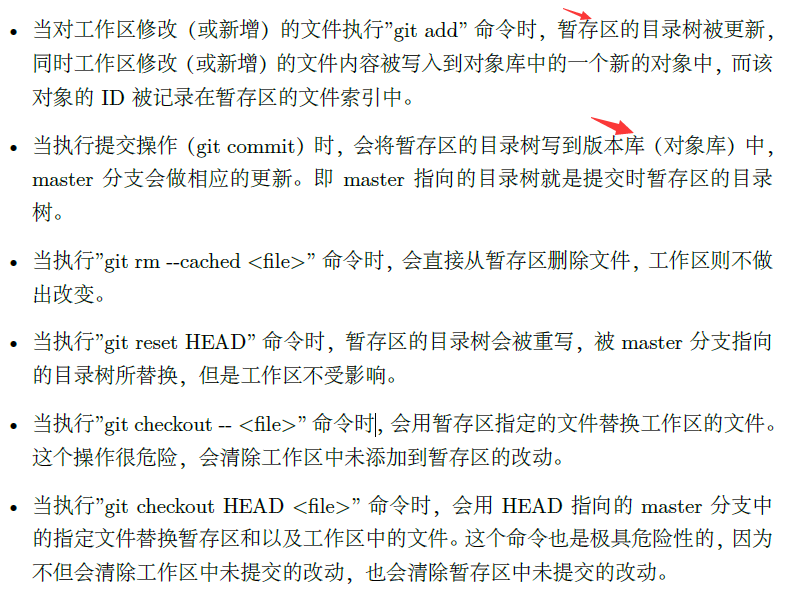 • 当对工作区修改（或新增）的文件执行”git add” 命令时，暂存区的目录树被更新，
同时工作区修改（或新增）的文件内容被写入到对象库中的一个新的对象中，而该
对象的 ID 被记录在暂存区的文件索引中。
• 当执行提交操作（git commit）时，会将暂存区的目录树写到版本库（对象库）中，
master 分支会做相应的更新。即 master 指向的目录树就是提交时暂存区的目录
树。
• 当执行”git rm --cached <file>” 命令时，会直接从暂存区删除文件，工作区则不做
出改变。
• 当执行”git reset HEAD” 命令时，暂存区的目录树会被重写，被 master 分支指向
的目录树所替换，但是工作区不受影响。
• 当执行”git checkout -- <file>” 命令时，会用暂存区指定的文件替换工作区的文件。
这个操作很危险，会清除工作区中未添加到暂存区的改动。
• 当执行”git checkout HEAD <file>” 命令时，会用 HEAD 指向的 master 分支中
的指定文件替换暂存区和以及工作区中的文件。这个命令也是极具危险性的，因为
不但会清除工作区中未提交的改动，也会清除暂存区中未提交的改动。